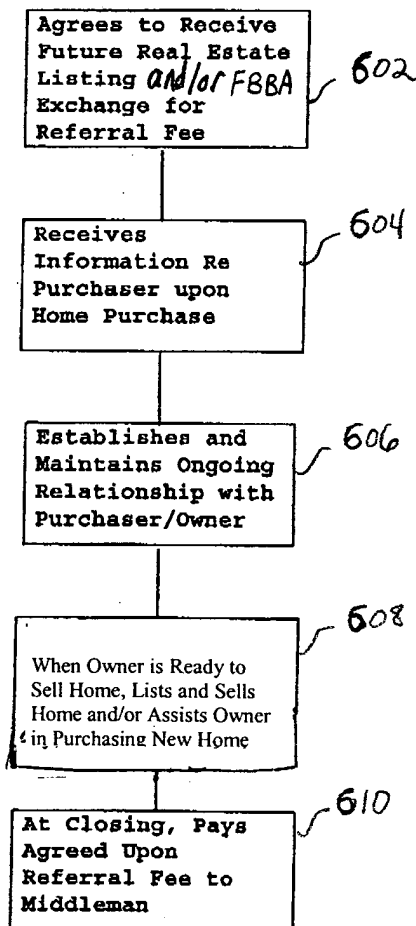 Agrees to Receive
Future Real Estate
Listing and/or FBBA
Exchange for
Referral Fee
602
Receives
Information Re
Purchaser upon
Home Purchase
604
Establishes and
Maintains Ongoing
Relationship with
Purchaser/Owner
606
When Owner is Ready to
Sell Home, Lists and Sells
Home and/or Assists Owner
in Purchasing New Home
608
At Closing, Pays
Agreed Upon
Referral Fee to
Middleman
610